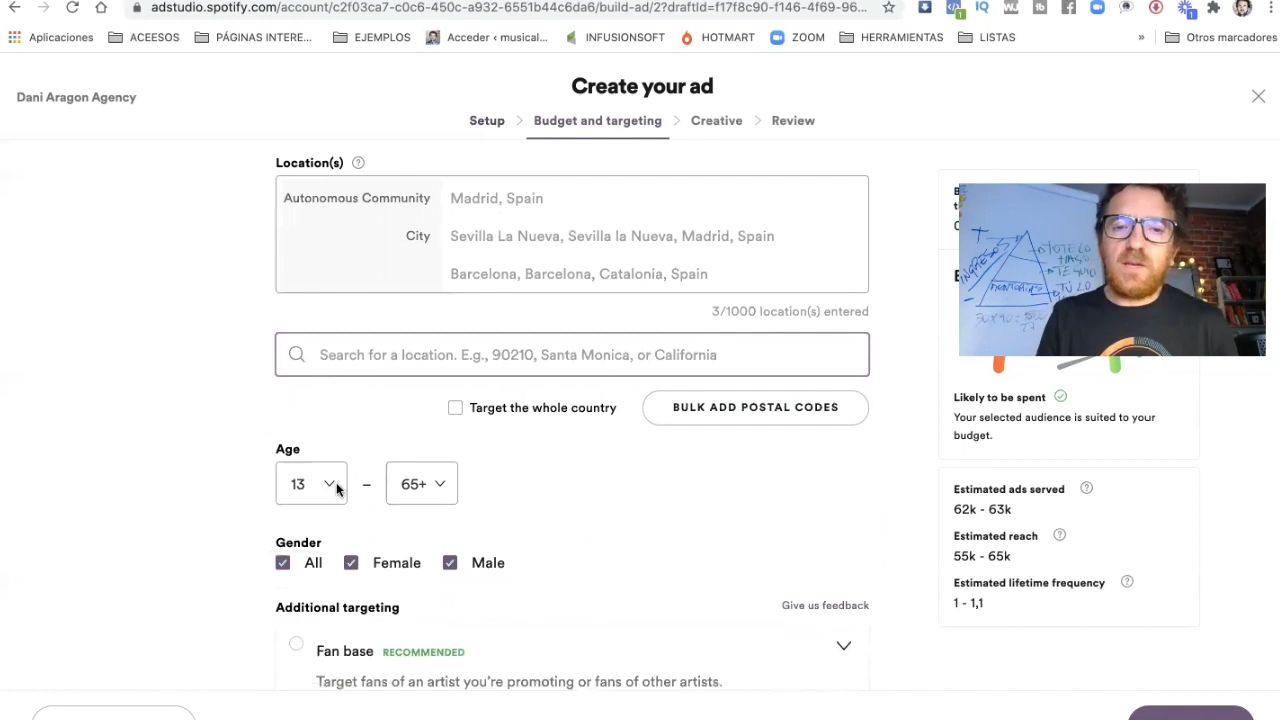 adstudio.spotify.com/account/c2f03ca7-c0c6-450c-a932-6551b44c6da6/build-ad/2?draftId=f17f8c90-f146-4f69-96...
Aplicaciones ACEESOS PÁGINAS INTERE... EJEMPLOS Acceder ‹ musical... INFUSIONSOFT HOTMART ZOOM HERRAMIENTAS LISTAS » Otros marcadores
Create your ad
Dani Aragon Agency
Setup > Budget and targeting > Creative > Review
Location(s)
Autonomous Community Madrid, Spain
City Sevilla La Nueva, Sevilla la Nueva, Madrid, Spain
Barcelona, Barcelona, Catalonia, Spain
3/1000 location(s) entered
Search for a location. E.g., 90210, Santa Monica, or California
Target the whole country BULK ADD POSTAL CODES
Age
13 – 65+
Gender
All Female Male
Additional targeting Give us feedback
Fan base RECOMMENDED
Target fans of an artist you're promoting or fans of other artists.
INGRESOS
MENTORIAS
Likely to be spent
Your selected audience is suited to your
budget.
Estimated ads served
62k - 63k
Estimated reach
55k - 65k
Estimated lifetime frequency
1 - 1,1